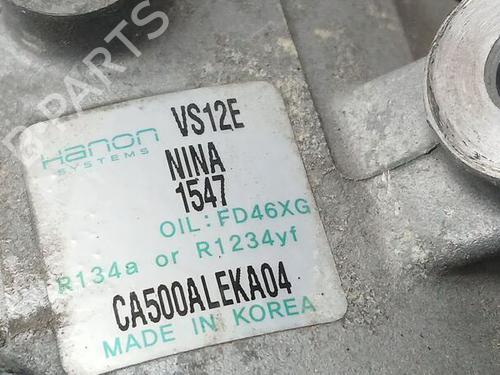 Hanon
SYSTEMS
VS12E
NINA
1547
OIL:FD46XG
R134a or R1234yf
CA500ALEKA04
MADE IN KOREA
B-PARTS